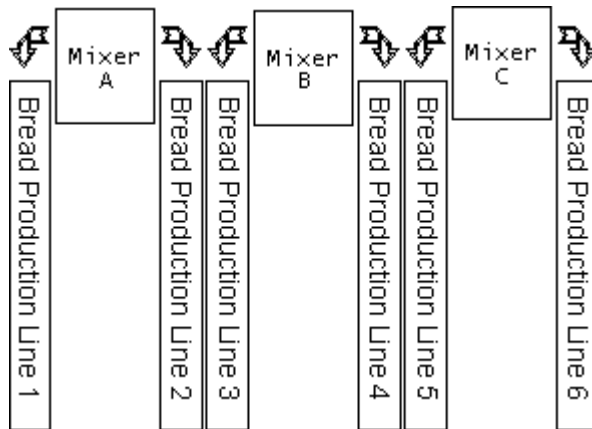 Mixer
A
Mixer
B
Mixer
C
Bread Production Line 1
Bread Production Line 2
Bread Production Line 3
Bread Production Line 4
Bread Production Line 5
Bread Production Line 6